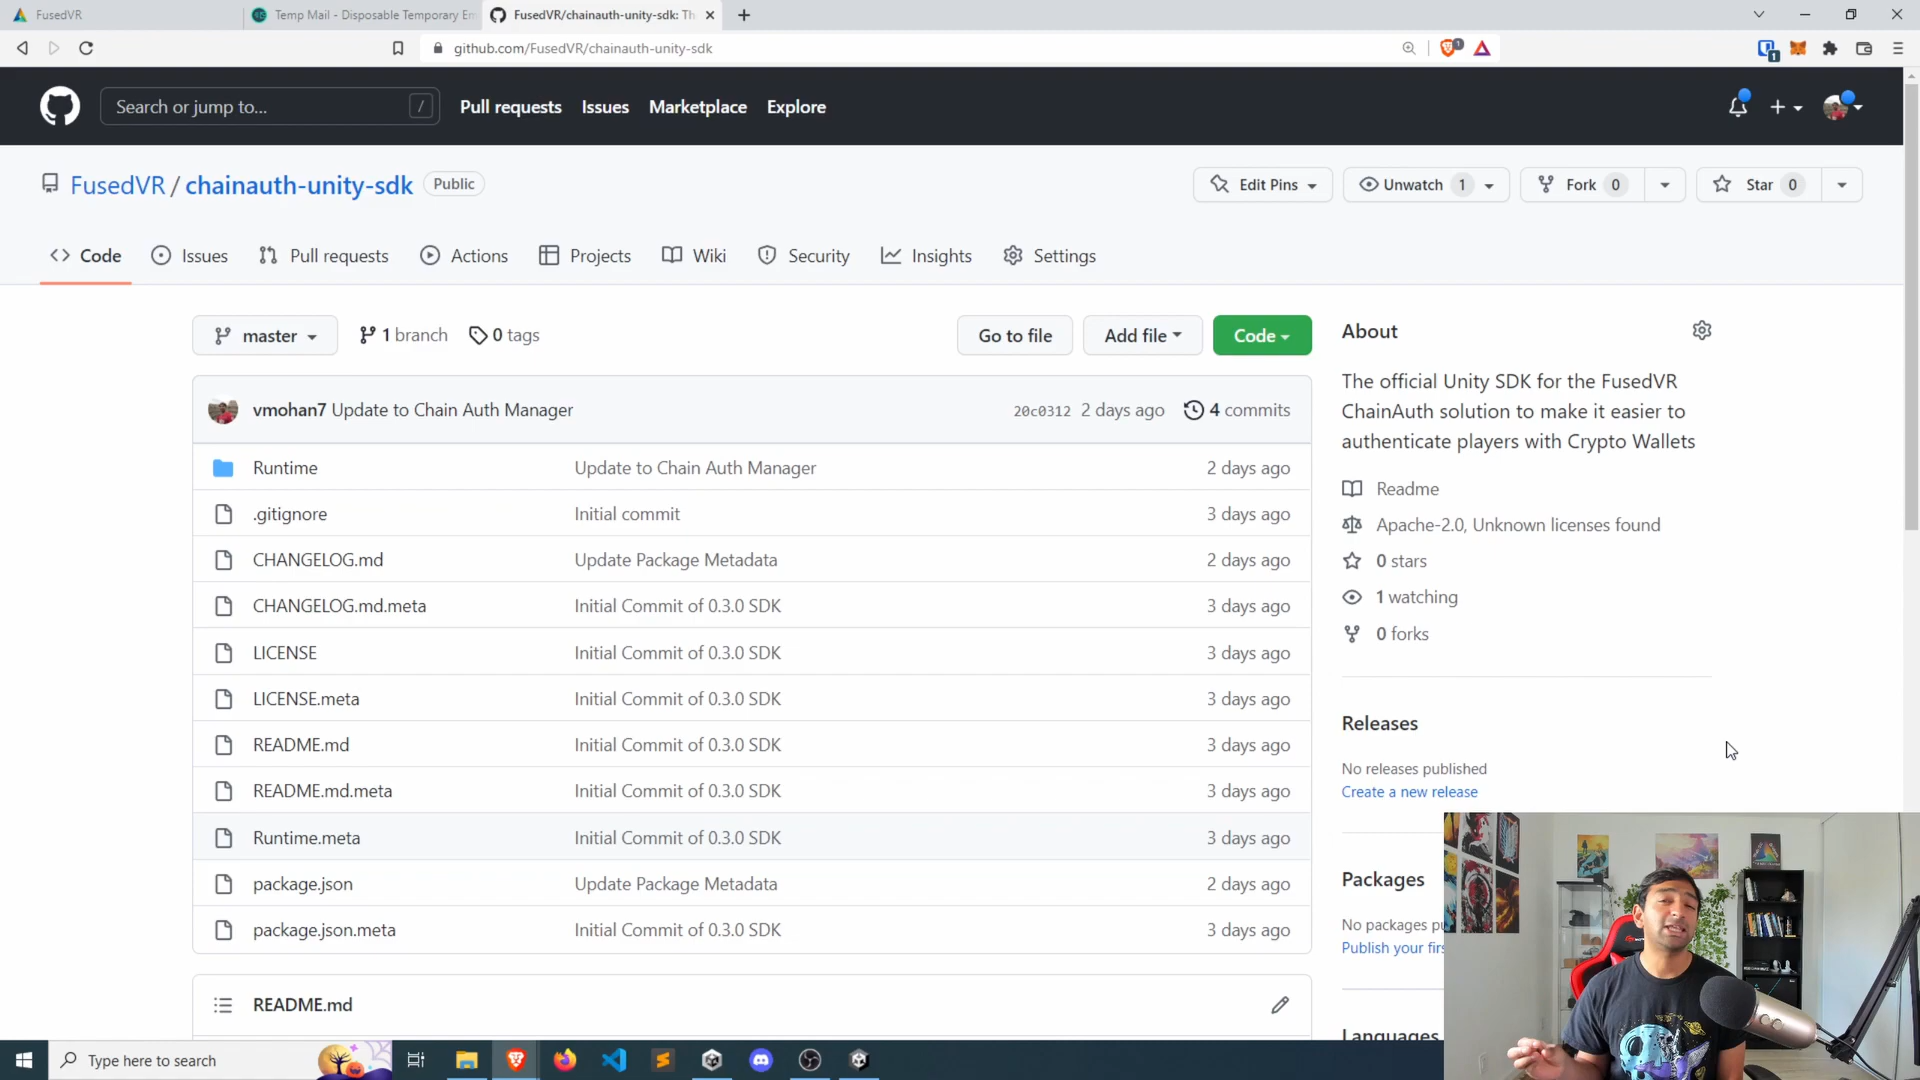 FusedVR
Temp Mail - Disposable Temporary Em
FusedVR/chainauth-unity-sdk: Th
github.com/FusedVR/chainauth-unity-sdk
1
1
Search or jump to...
/
Pull requests
Issues
Marketplace
Explore
FusedVR / chainauth-unity-sdk
Public
Edit Pins
Unwatch 1
Fork 0
Star 0
Code
Issues
Pull requests
Actions
Projects
Wiki
Security
Insights
Settings
master
1 branch
0 tags
Go to file
Add file
Code
vmohan7 Update to Chain Auth Manager
20c0312 2 days ago
4 commits
Runtime Update to Chain Auth Manager 2 days ago
.gitignore Initial commit 3 days ago
CHANGELOG.md Update Package Metadata 2 days ago
CHANGELOG.md.meta Initial Commit of 0.3.0 SDK 3 days ago
LICENSE Initial Commit of 0.3.0 SDK 3 days ago
LICENSE.meta Initial Commit of 0.3.0 SDK 3 days ago
README.md Initial Commit of 0.3.0 SDK 3 days ago
README.md.meta Initial Commit of 0.3.0 SDK 3 days ago
Runtime.meta Initial Commit of 0.3.0 SDK 3 days ago
package.json Update Package Metadata 2 days ago
package.json.meta Initial Commit of 0.3.0 SDK 3 days ago
README.md
About
The official Unity SDK for the FusedVR
ChainAuth solution to make it easier to
authenticate players with Crypto Wallets
Readme
Apache-2.0, Unknown licenses found
0 stars
1 watching
0 forks
Releases
No releases published
Create a new release
Packages
No packages pu
Publish your firs
Languages
Type here to search